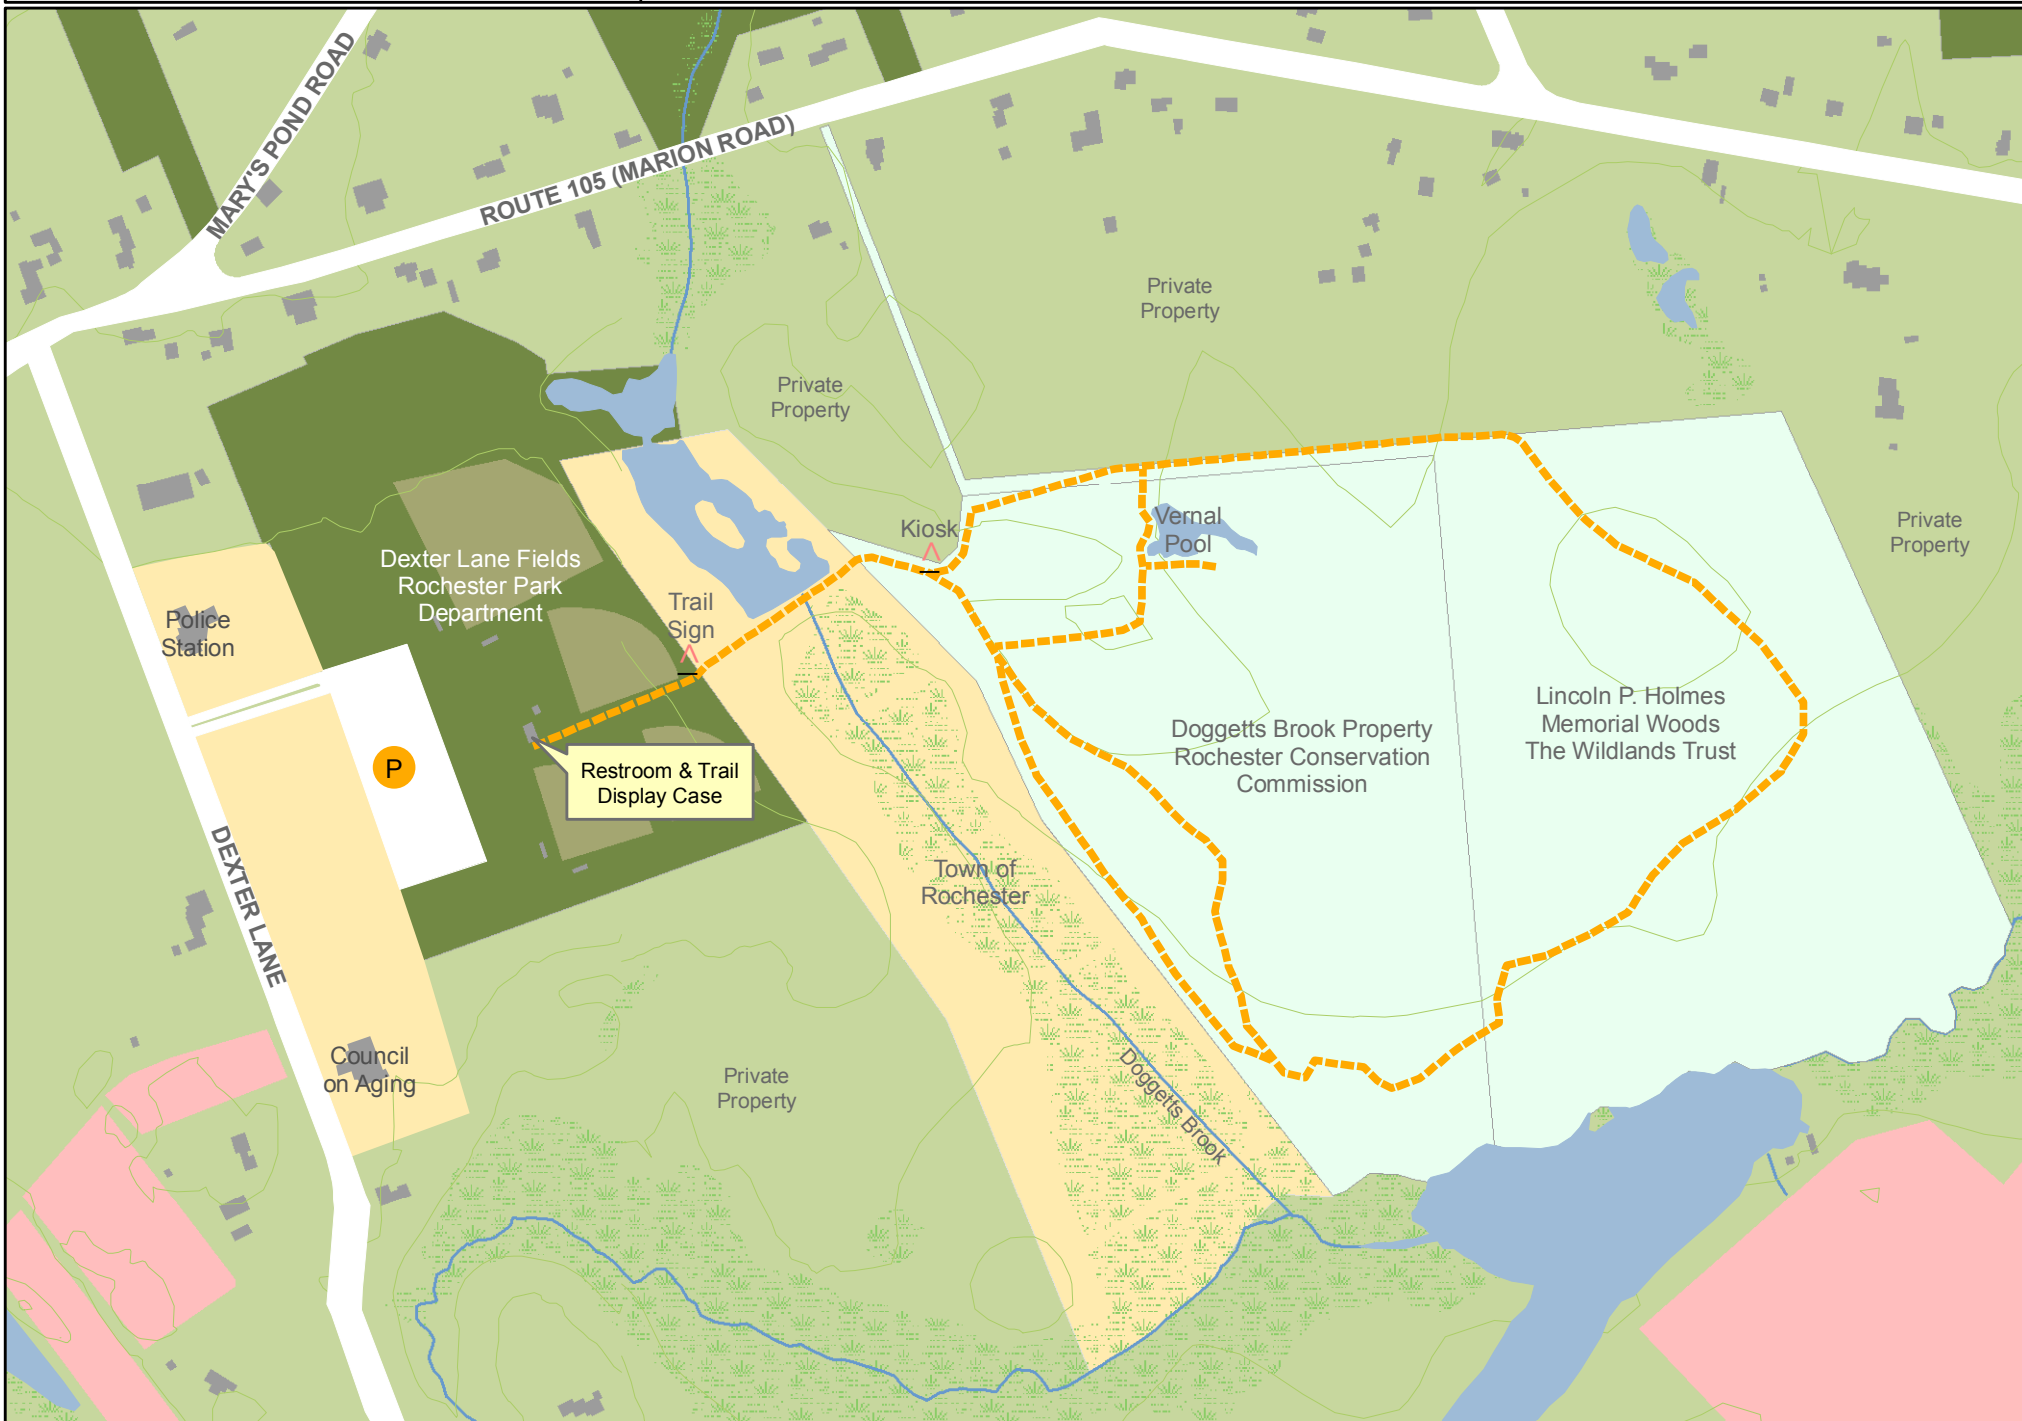 MARY'S POND ROAD
ROUTE 105 (MARION ROAD)
Private
Property
Private
Property
Private
Property
Kiosk
Vernal
Pool
Dexter Lane Fields
Rochester Park
Department
Trail
Sign
Police
Station
P
Restroom & Trail
Display Case
Doggetts Brook Property
Rochester Conservation
Commission
Lincoln P. Holmes
Memorial Woods
The Wildlands Trust
DEXTER LANE
Town of
Rochester
Council
on Aging
Private
Property
Doggetts Brook